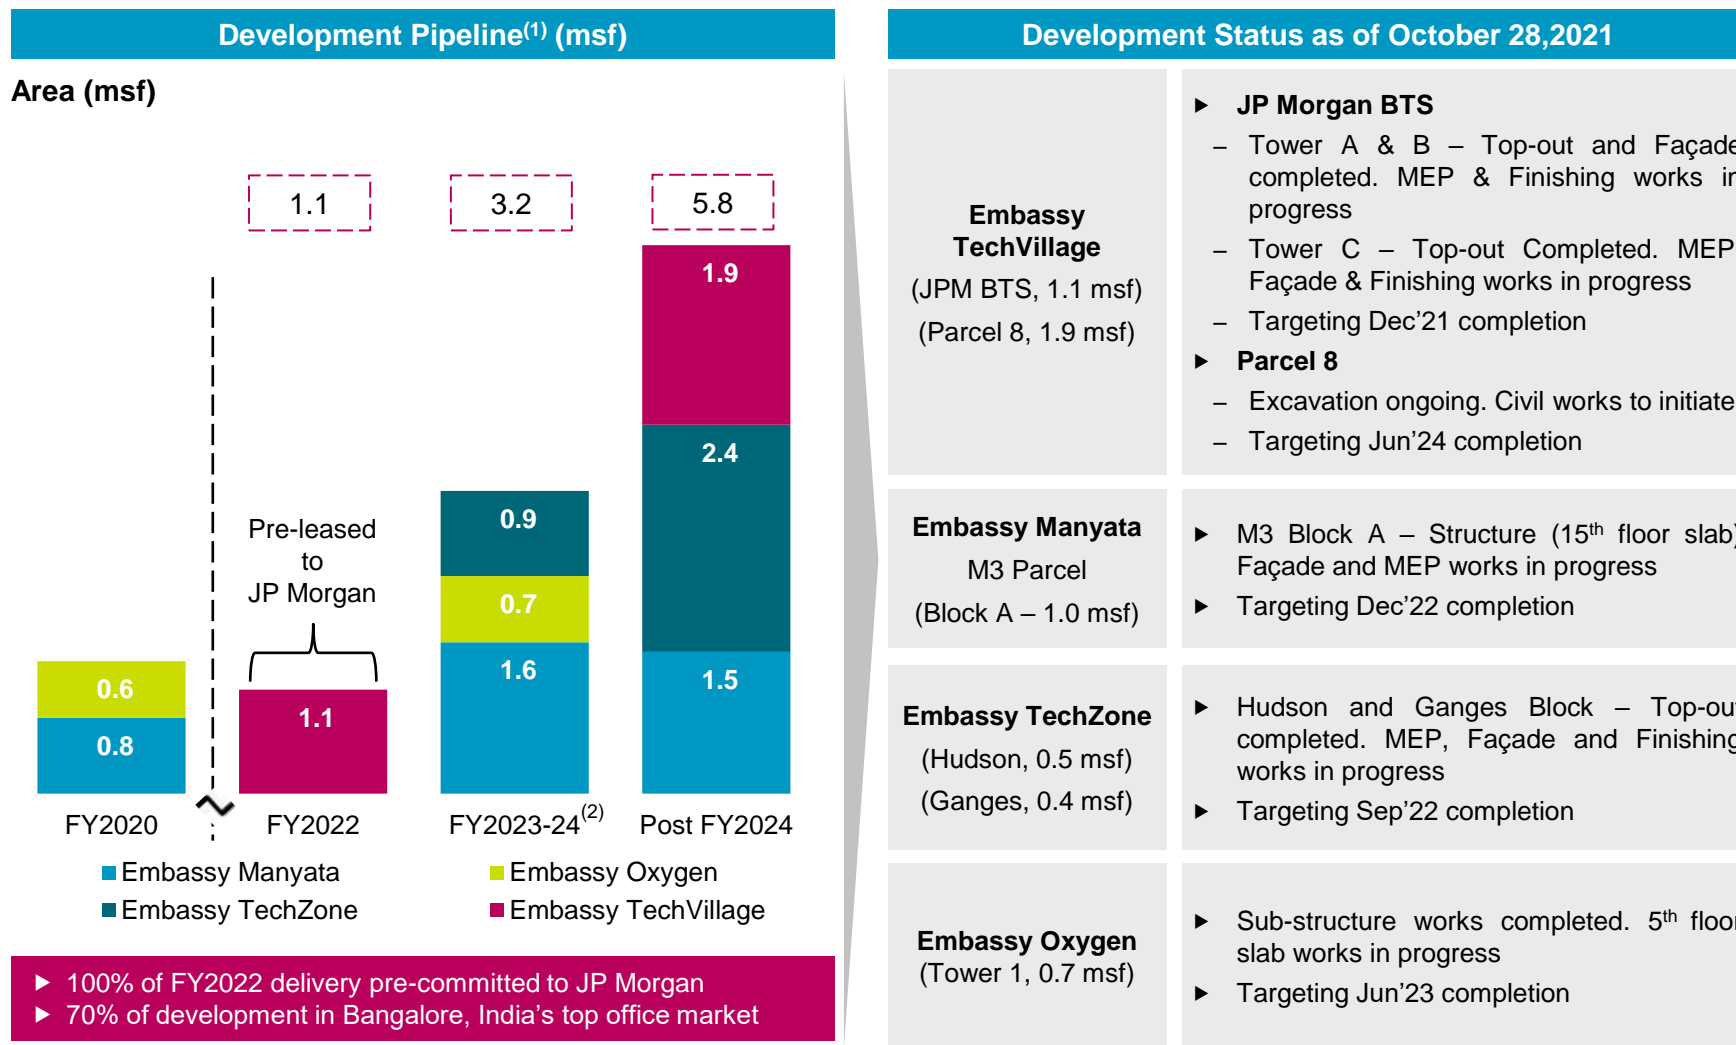 Development Pipeline(1) (msf)
Area (msf)
1.1
3.2
5.8
1.9
2.4
1.5
0.9
0.7
1.6
Pre-leased
to
JP Morgan
1.1
0.6
0.8
FY2020
FY2022
FY2023-24(2)
Post FY2024
Embassy Manyata
Embassy Oxygen
Embassy TechZone
Embassy TechVillage
100% of FY2022 delivery pre-committed to JP Morgan
70% of development in Bangalore, India's top office market
Development Status as of October 28,2021
Embassy
TechVillage
(JPM BTS, 1.1 msf)
(Parcel 8, 1.9 msf)
JP Morgan BTS
– Tower A & B – Top-out and Façade
completed. MEP & Finishing works in
progress
– Tower C – Top-out Completed. MEP
Façade & Finishing works in progress
– Targeting Dec'21 completion
Parcel 8
– Excavation ongoing. Civil works to initiate
– Targeting Jun'24 completion
Embassy Manyata
M3 Parcel
(Block A – 1.0 msf)
M3 Block A – Structure (15th floor slab)
Façade and MEP works in progress
Targeting Dec'22 completion
Embassy TechZone
(Hudson, 0.5 msf)
(Ganges, 0.4 msf)
Hudson and Ganges Block – Top-out
completed. MEP, Façade and Finishing
works in progress
Targeting Sep'22 completion
Embassy Oxygen
(Tower 1, 0.7 msf)
Sub-structure works completed. 5th floor
slab works in progress
Targeting Jun'23 completion